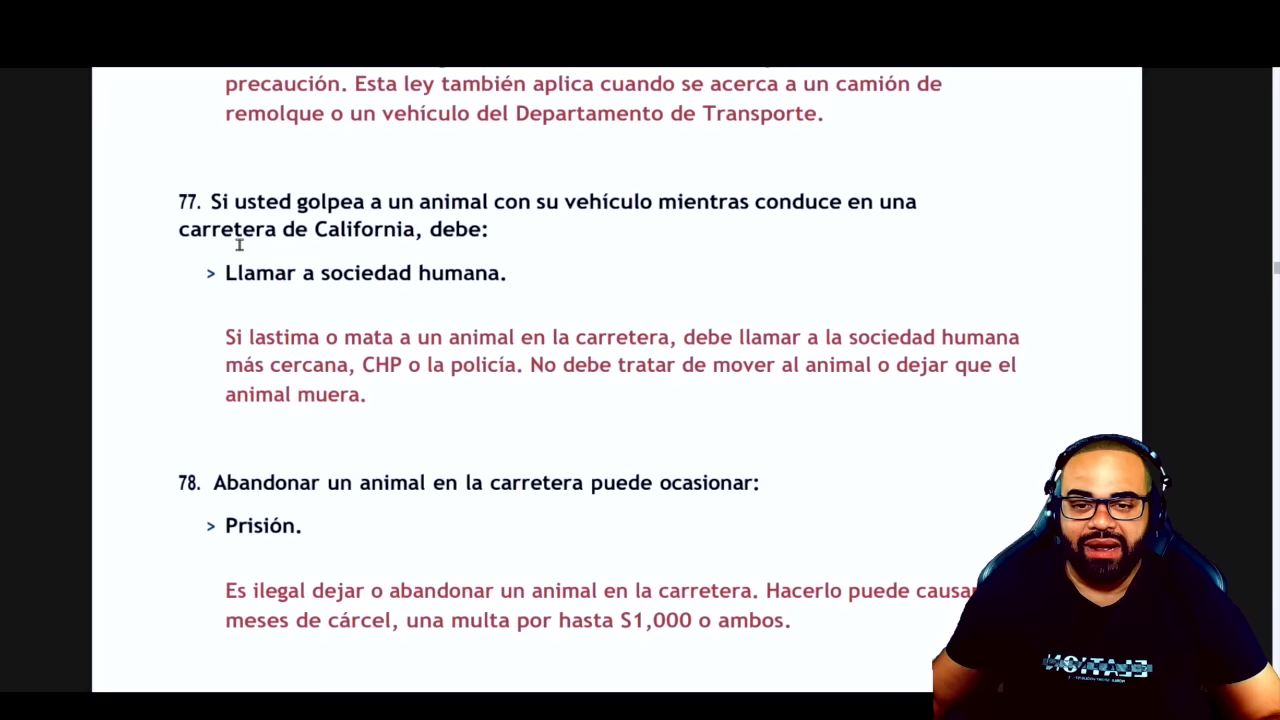 precaución. Esta ley también aplica cuando se acerca a un camión de
remolque o un vehículo del Departamento de Transporte.
77. Si usted golpea a un animal con su vehículo mientras conduce en una
carretera de California, debe:
> Llamar a sociedad humana.
Si lastima o mata a un animal en la carretera, debe llamar a la sociedad humana
más cercana, CHP o la policía. No debe tratar de mover al animal o dejar que el
animal muera.
78. Abandonar un animal en la carretera puede ocasionar:
> Prisión.
Es ilegal dejar o abandonar un animal en la carretera. Hacerlo puede causar
meses de cárcel, una multa por hasta S1,000 o ambos.